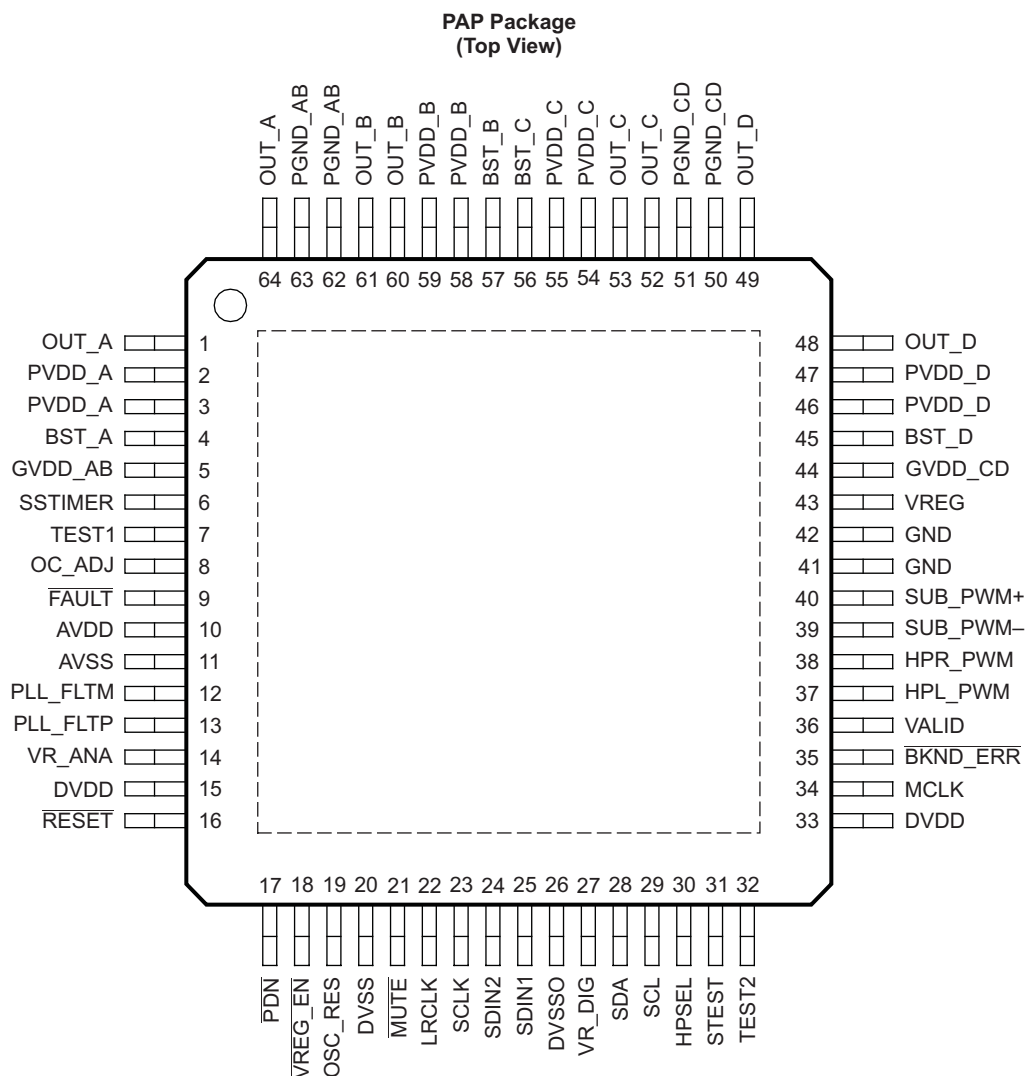 PAP Package
(Top View)
OUT_A
PGND_AB
PGND_AB
OUT_B
OUT_B
PVDD_B
PVDD_B
BST_B
BST_C
PVDD_C
PVDD_C
OUT_C
OUT_C
PGND_CD
PGND_CD
OUT_D
64 63 62 61 60 59 58 57 56 55 54 53 52 51 50 49
OUT_A 1 48 OUT_D
PVDD_A 2 47 PVDD_D
PVDD_A 3 46 PVDD_D
BST_A 4 45 BST_D
GVDD_AB 5 44 GVDD_CD
SSTIMER 6 43 VREG
TEST1 7 42 GND
OC_ADJ 8 41 GND
FAULT 9 40 SUB_PWM+
AVDD 10 39 SUB_PWM–
AVSS 11 38 HPR_PWM
PLL_FLTM 12 37 HPL_PWM
PLL_FLTP 13 36 VALID
VR_ANA 14 35 BKND_ERR
DVDD 15 34 MCLK
RESET 16 33 DVDD
17 18 19 20 21 22 23 24 25 26 27 28 29 30 31 32
PDN
VREG_EN
OSC_RES
DVSS
MUTE
LRCLK
SCLK
SDIN2
SDIN1
DVSSO
VR_DIG
SDA
SCL
HPSEL
STEST
TEST2